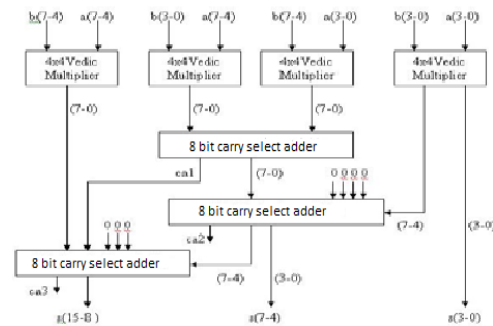 b(7-4) a(7-4) b(3-0) a(7-4) b(7-4) a(3-0) b(3-0) a(3-0)
4x4 Vedic Multiplier
4x4 Vedic Multiplier
4x4 Vedic Multiplier
4x4 Vedic Multiplier
(7-0) (7-0) (7-0)
8 bit carry select adder
ca1 (7-0) 0 0 0 0
8 bit carry select adder
0 0 0 ca2 (7-4) (3-0)
8 bit carry select adder
ca3 (7-4) (3-0)
s(15-8) s(7-4) s(3-0)